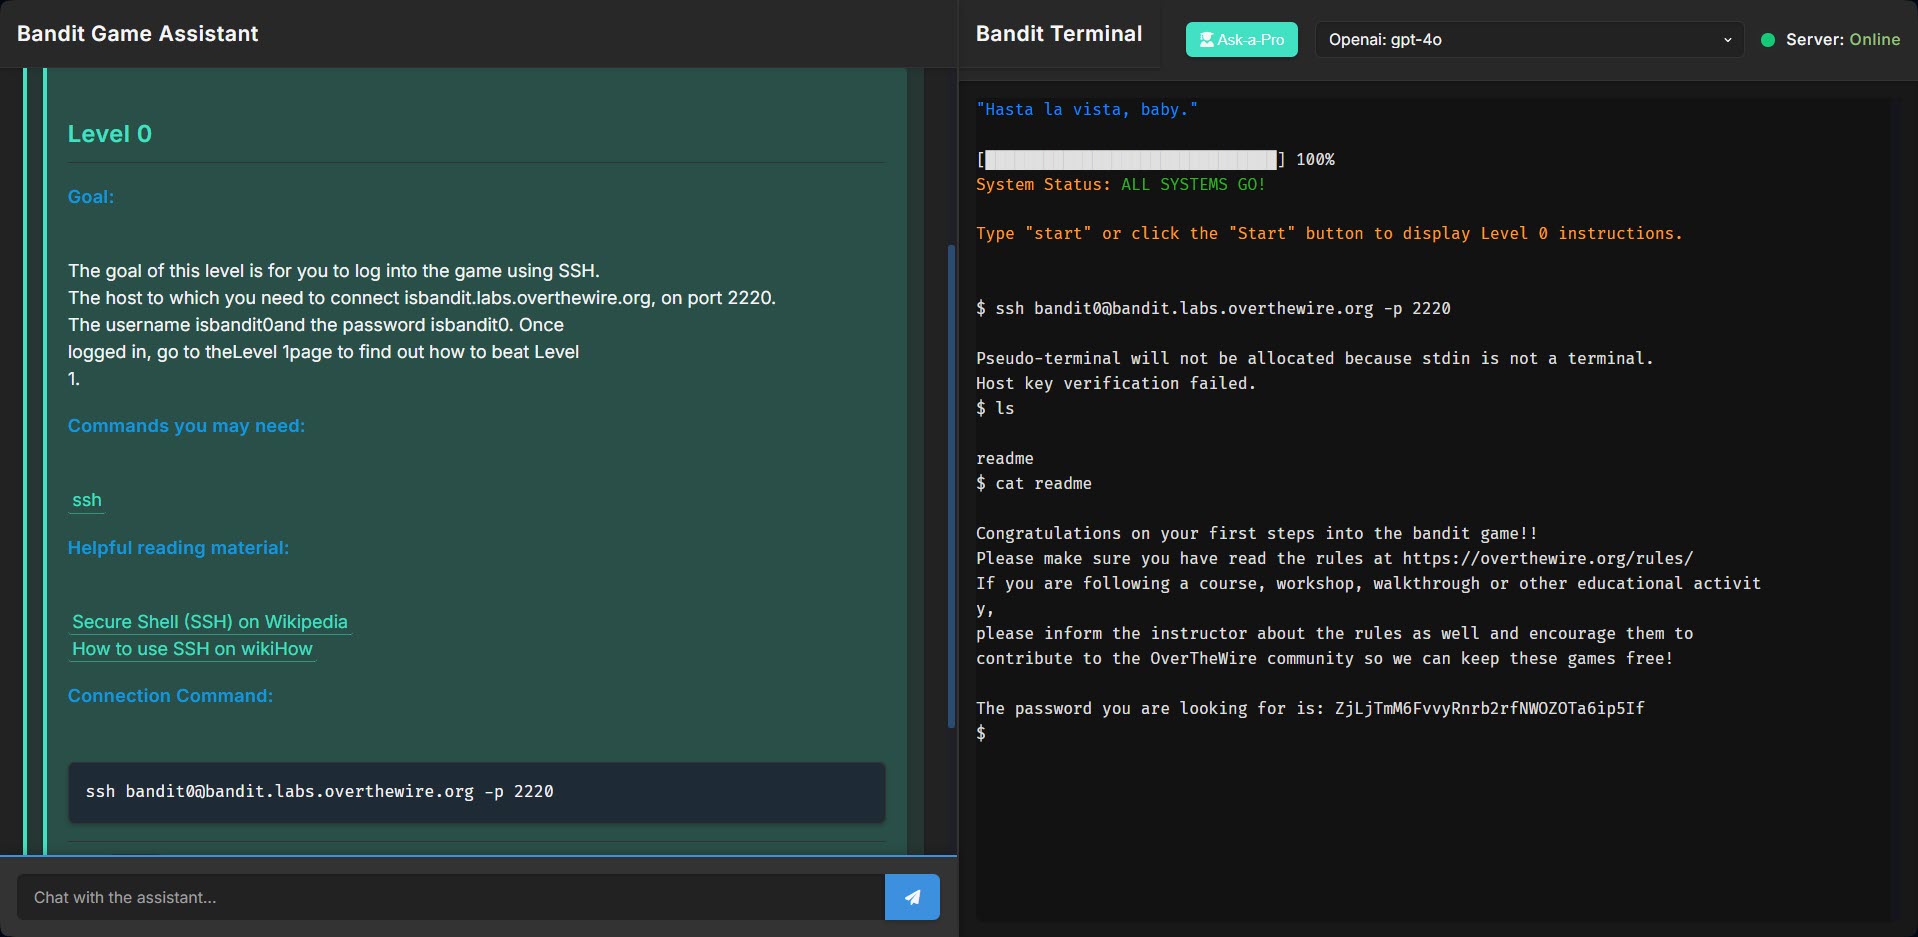 Bandit Game Assistant
Level 0
Goal:
The goal of this level is for you to log into the game using SSH.
The host to which you need to connect isbandit.labs.overthewire.org, on port 2220.
The username isbandit0and the password isbandit0. Once
logged in, go to theLevel 1page to find out how to beat Level
1.
Commands you may need:
ssh
Helpful reading material:
Secure Shell (SSH) on Wikipedia
How to use SSH on wikiHow
Connection Command:
ssh bandit0@bandit.labs.overthewire.org -p 2220
Chat with the assistant...
Bandit Terminal
Ask-a-Pro
Openai: gpt-4o
Server: Online
"Hasta la vista, baby."
[██████████████████████████████] 100%
System Status: ALL SYSTEMS GO!
Type "start" or click the "Start" button to display Level 0 instructions.
$ ssh bandit0@bandit.labs.overthewire.org -p 2220
Pseudo-terminal will not be allocated because stdin is not a terminal.
Host key verification failed.
$ ls
readme
$ cat readme
Congratulations on your first steps into the bandit game!!
Please make sure you have read the rules at https://overthewire.org/rules/
If you are following a course, workshop, walkthrough or other educational activit
y,
please inform the instructor about the rules as well and encourage them to
contribute to the OverTheWire community so we can keep these games free!
The password you are looking for is: ZjLjTmM6FvvyRnrb2rfNWOZOTa6ip5If
$